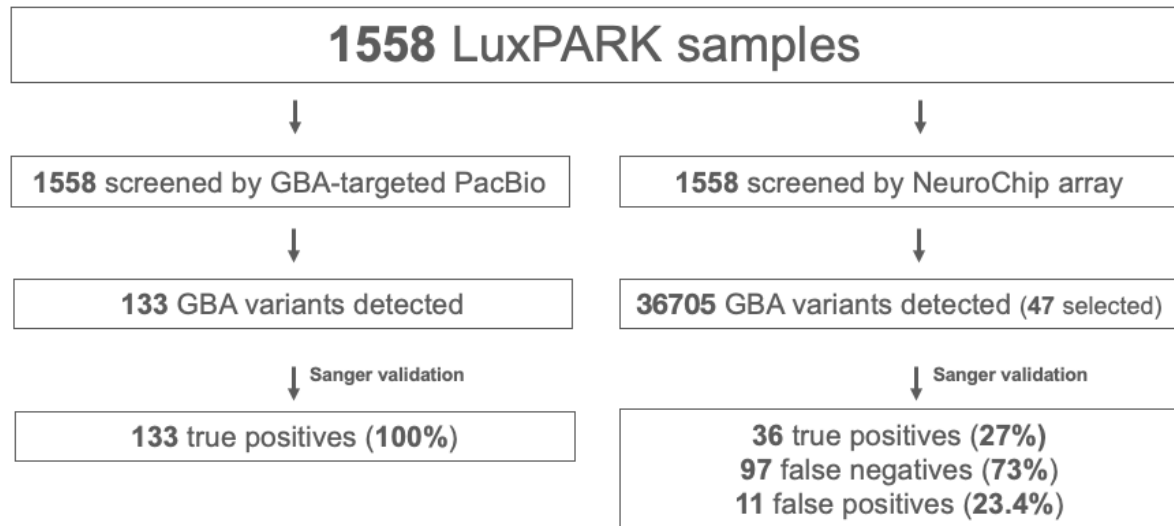 1558 LuxPARK samples
1558 screened by GBA-targeted PacBio
133 GBA variants detected
Sanger validation
133 true positives (100%)
1558 screened by NeuroChip array
36705 GBA variants detected (47 selected)
Sanger validation
36 true positives (27%)
97 false negatives (73%)
11 false positives (23.4%)